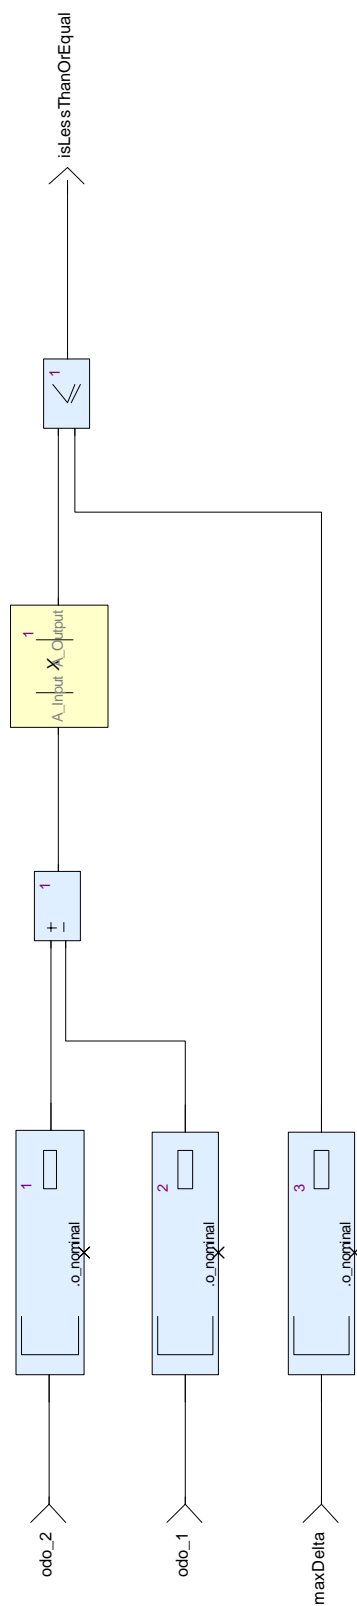 isLessThanOrEqual
1
≤
1
A_Input |X| A_Output
1
+
−
1
.o_nominal
2
.o_nominal
3
.o_nominal
odo_2
odo_1
maxDelta